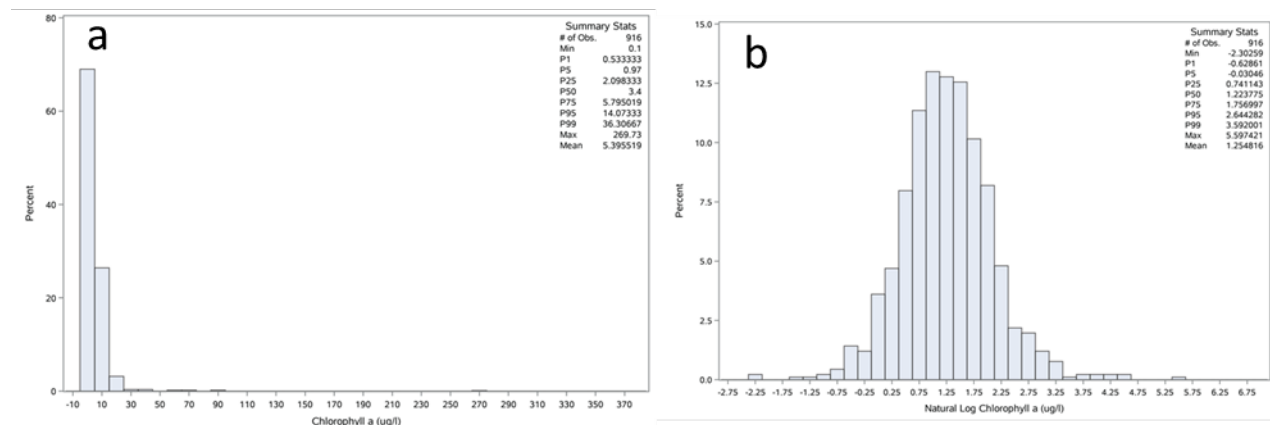 a
80
60
40
20
0
Percent
-10 10 30 50 70 90 110 130 150 170 190 210 230 250 270 290 310 330 350 370
Chlorophyll a (ug/l)
Summary Stats
# of Obs. 916
Min 0.1
P1 0.533333
P5 0.97
P25 2.098333
P50 3.4
P75 5.795019
P95 14.07333
P99 36.30667
Max 269.73
Mean 5.395519
b
15.0
12.5
10.0
7.5
5.0
2.5
0.0
Percent
-2.75 -2.25 -1.75 -1.25 -0.75 -0.25 0.25 0.75 1.25 1.75 2.25 2.75 3.25 3.75 4.25 4.75 5.25 5.75 6.25 6.75
Natural Log Chlorophyll a (ug/l)
Summary Stats
# of Obs. 916
Min -2.30259
P1 -0.62861
P5 -0.03046
P25 0.741143
P50 1.223775
P75 1.756997
P95 2.644282
P99 3.592001
Max 5.597421
Mean 1.254816